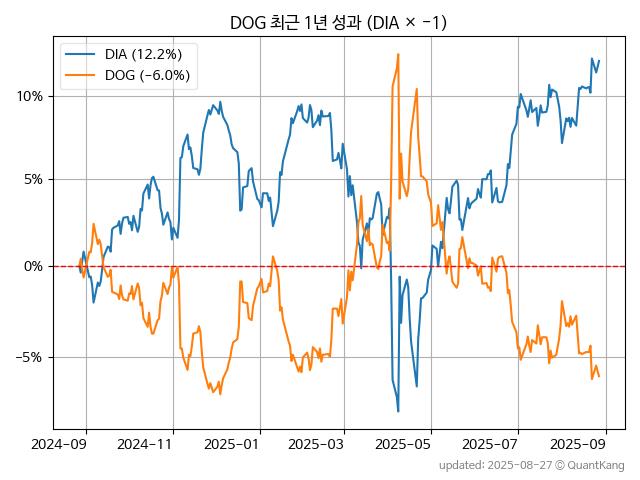 DOG 최근 1년 성과 (DIA × −1)
DIA (12.2%)
DOG (−6.0%)
10%
5%
0%
−5%
2024-09 2024-11 2025-01 2025-03 2025-05 2025-07 2025-09
updated: 2025-08-27 © QuantKang